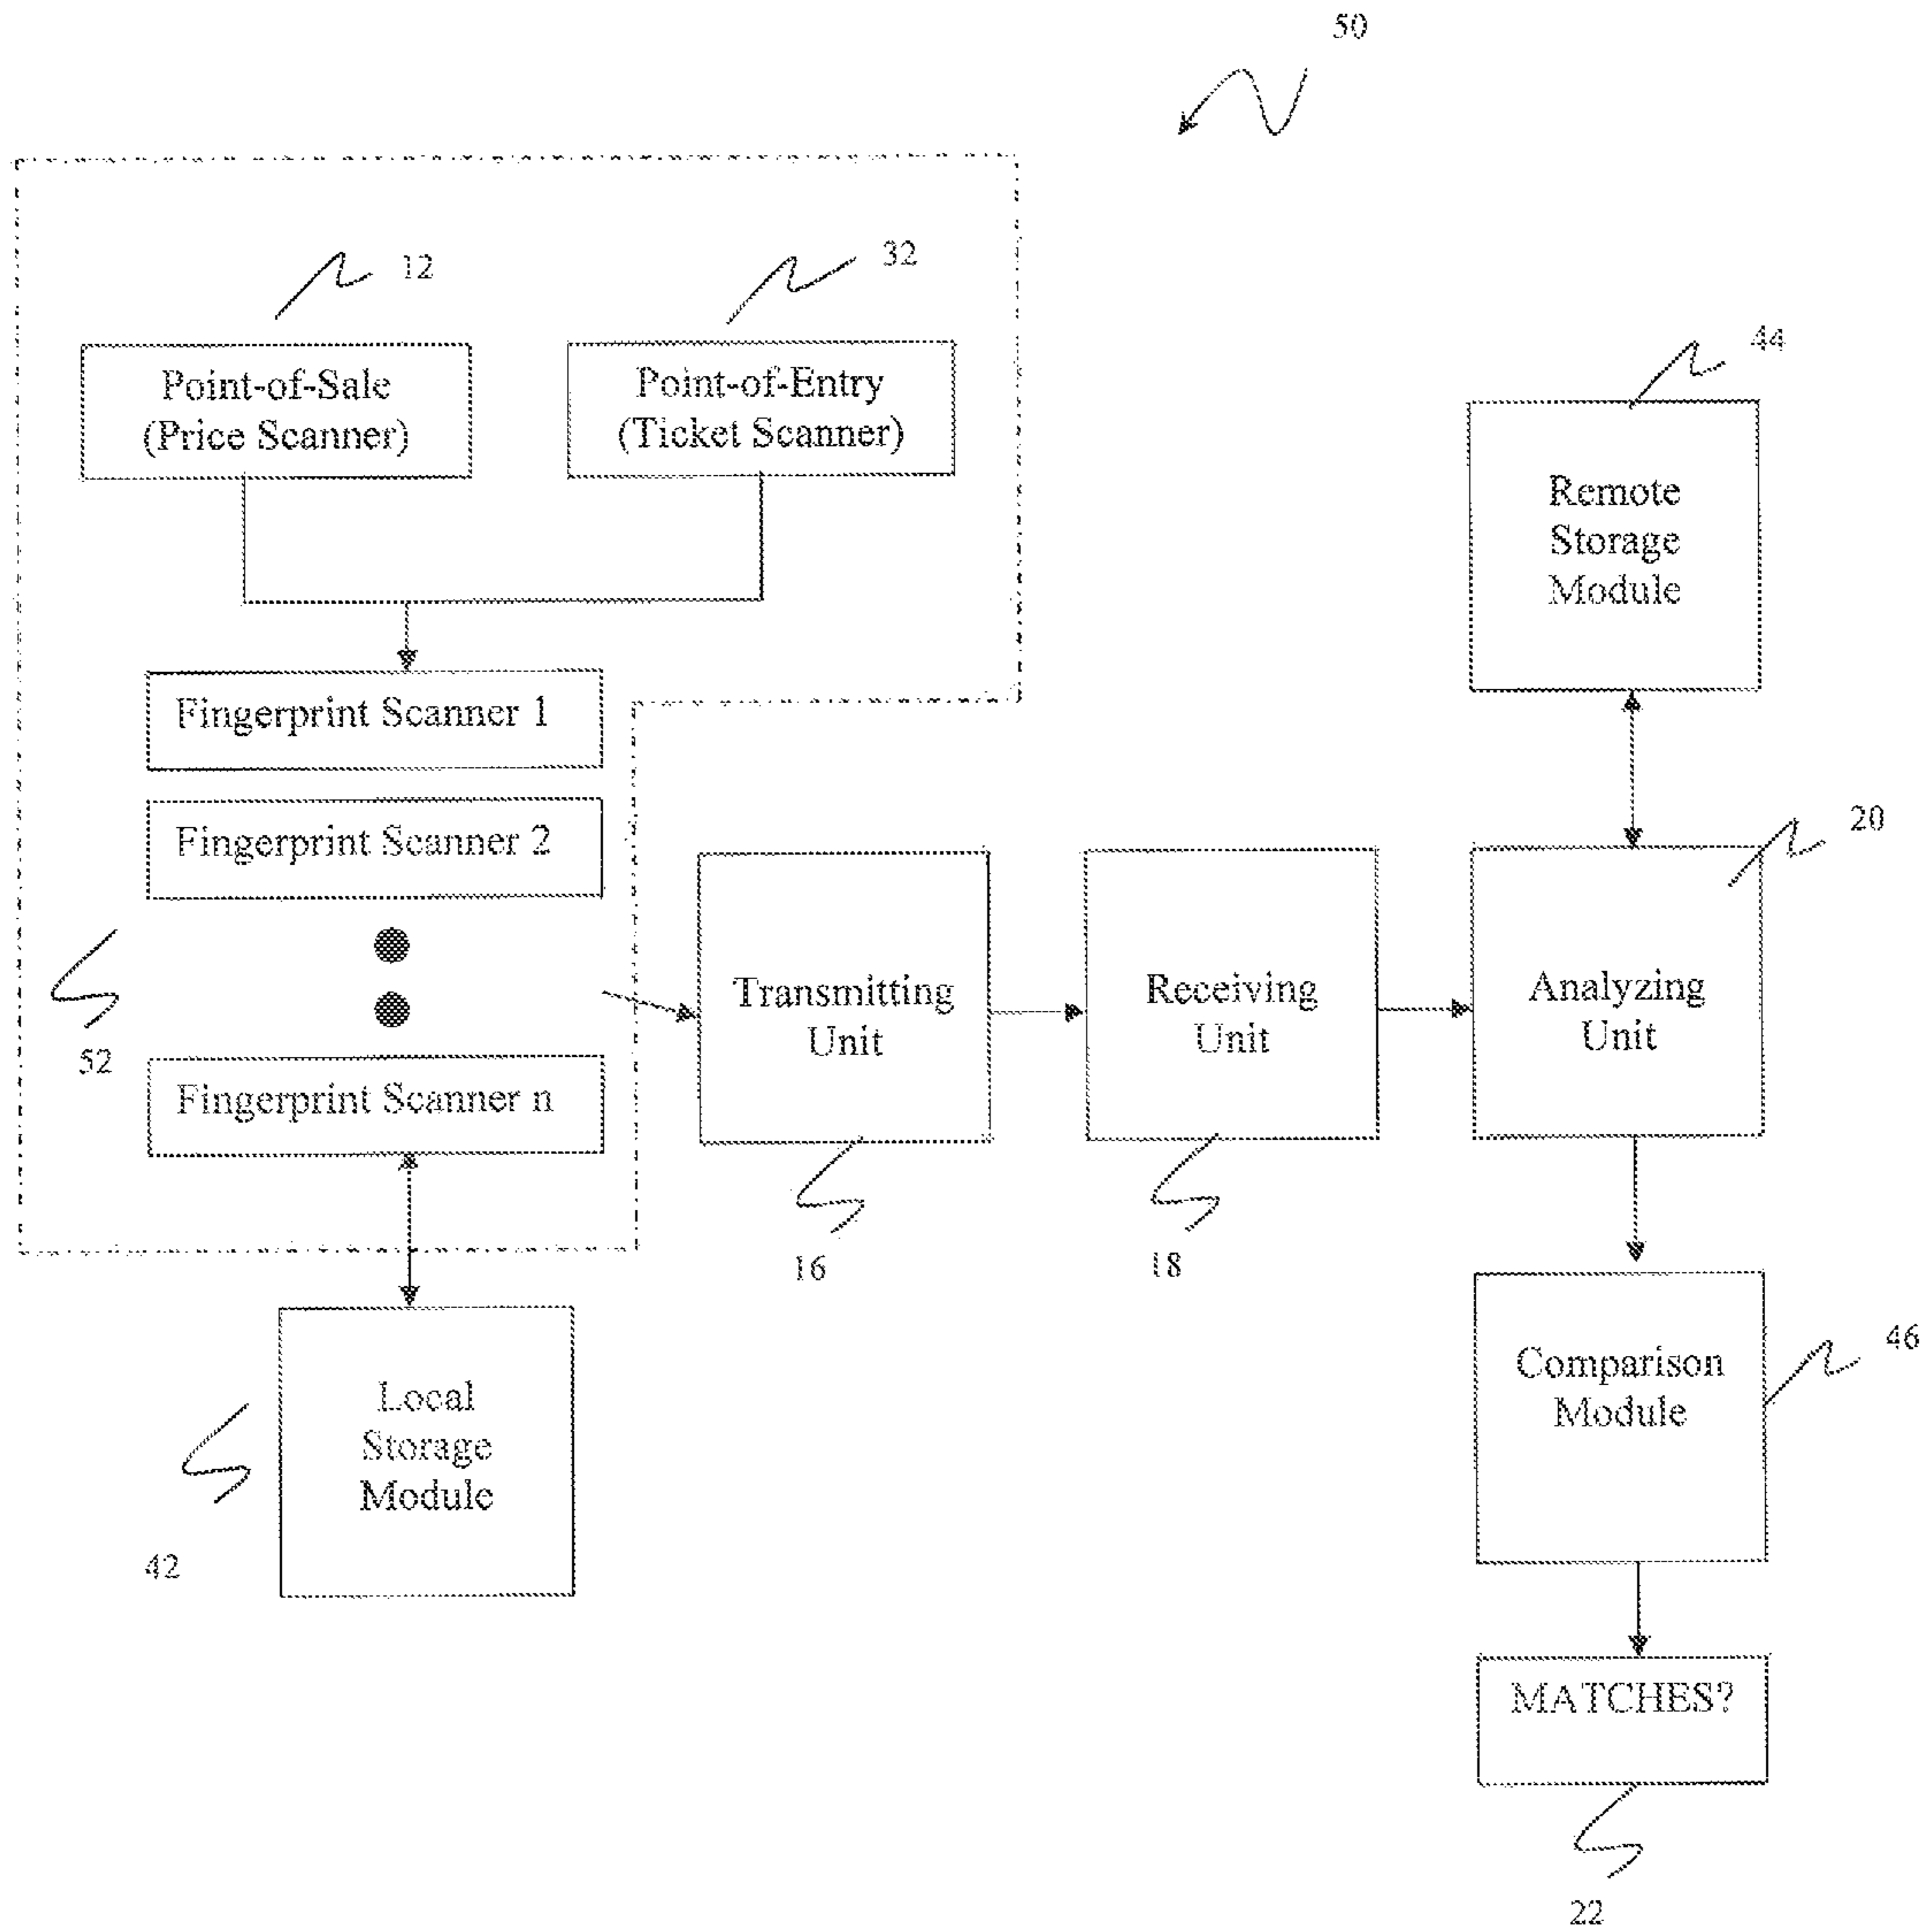 50
12
32
Point-of-Sale
(Price Scanner)
Point-of-Entry
(Ticket Scanner)
44
Remote
Storage
Module
Fingerprint Scanner 1
Fingerprint Scanner 2
20
52
Transmitting
Unit
Receiving
Unit
Analyzing
Unit
Fingerprint Scanner n
16
18
Local
Storage
Module
42
Comparison
Module
46
MATCHES?
22